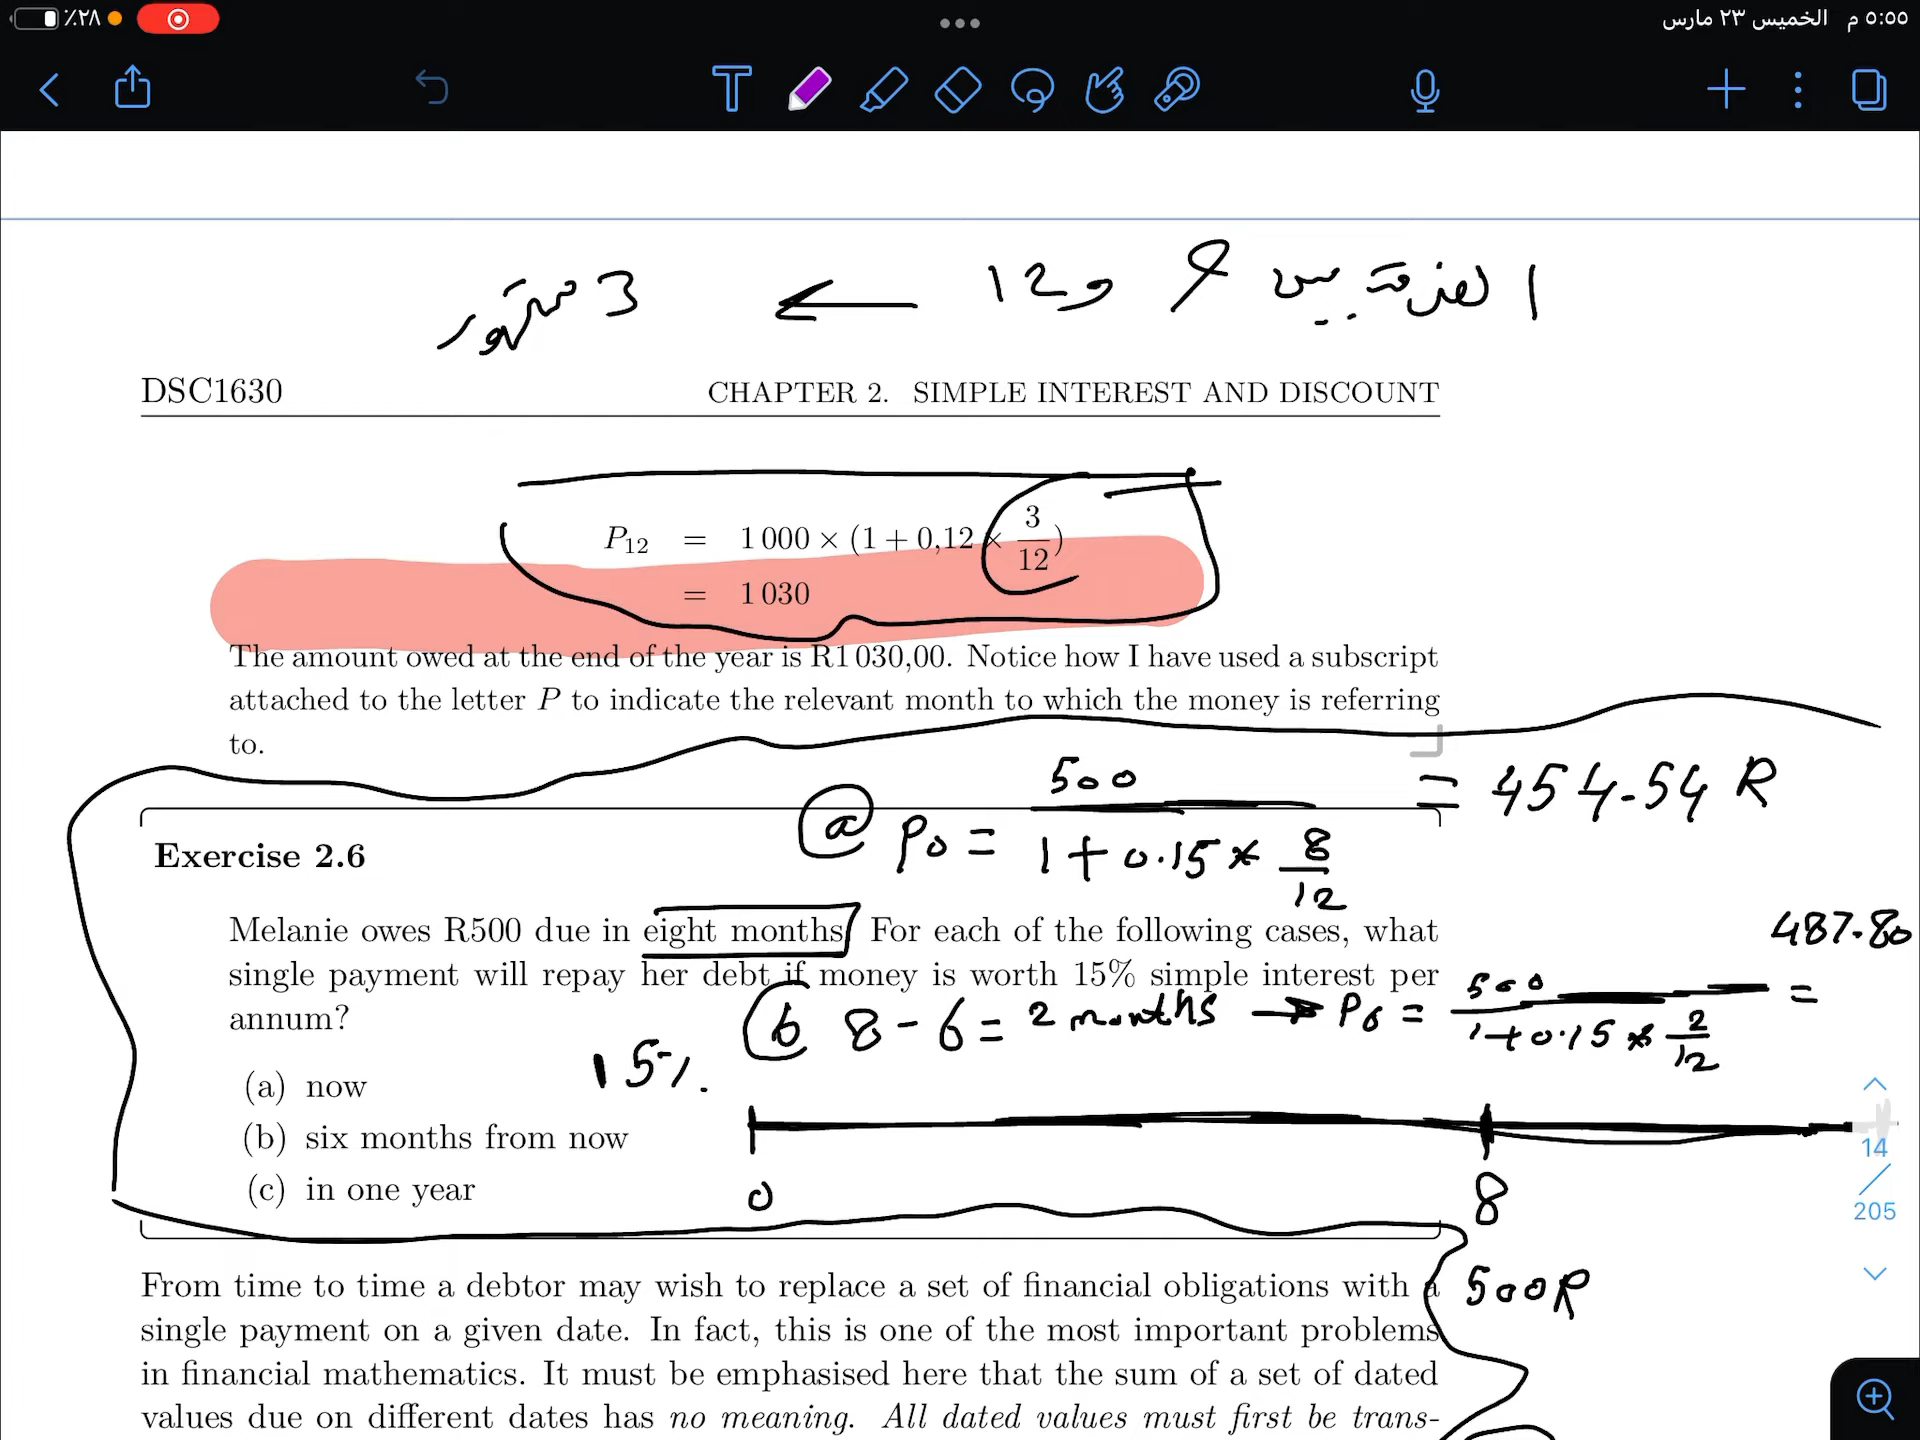 ٪٢٨
٥:٥٥ م الخميس ٢٣ مارس
9 و 12 ← 3 شهور
DSC1630 CHAPTER 2. SIMPLE INTEREST AND DISCOUNT
P12 = 1 000 × (1 + 0,12 × 3/12)
= 1 030
The amount owed at the end of the year is R1 030,00. Notice how I have used a subscript
attached to the letter P to indicate the relevant month to which the money is referring
to.
(a) P0 = 500 / 1 + 0.15 * 8/12 = 454.54 R
Exercise 2.6
Melanie owes R500 due in eight months. For each of the following cases, what
single payment will repay her debt if money is worth 15% simple interest per
annum?
(b) 8 - 6 = 2 months → P6 = 500 / 1+0.15 * 2/12 = 487.80
15%
(a) now
(b) six months from now
(c) in one year
0 8
500R
14
/
205
From time to time a debtor may wish to replace a set of financial obligations with a
single payment on a given date. In fact, this is one of the most important problems
in financial mathematics. It must be emphasised here that the sum of a set of dated
values due on different dates has no meaning. All dated values must first be trans-